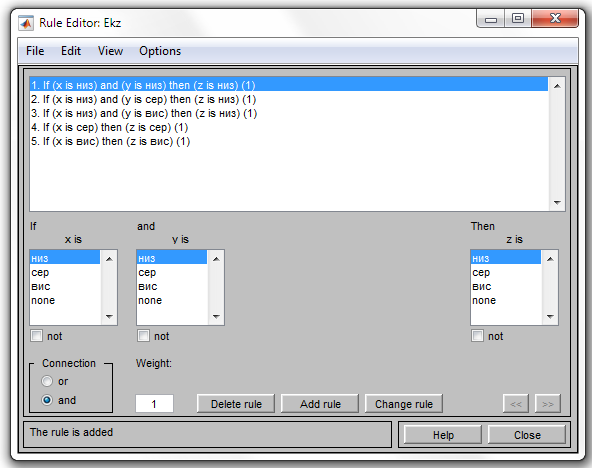 Rule Editor: Ekz
File Edit View Options
1. If (x is низ) and (y is низ) then (z is низ) (1)
2. If (x is низ) and (y is сер) then (z is низ) (1)
3. If (x is низ) and (y is вис) then (z is низ) (1)
4. If (x is сер) then (z is сер) (1)
5. If (x is вис) then (z is вис) (1)
If and Then
x is y is z is
низ низ низ
сер сер сер
вис вис вис
none none none
not not not
Connection Weight:
or
and 1 Delete rule Add rule Change rule << >>
The rule is added Help Close